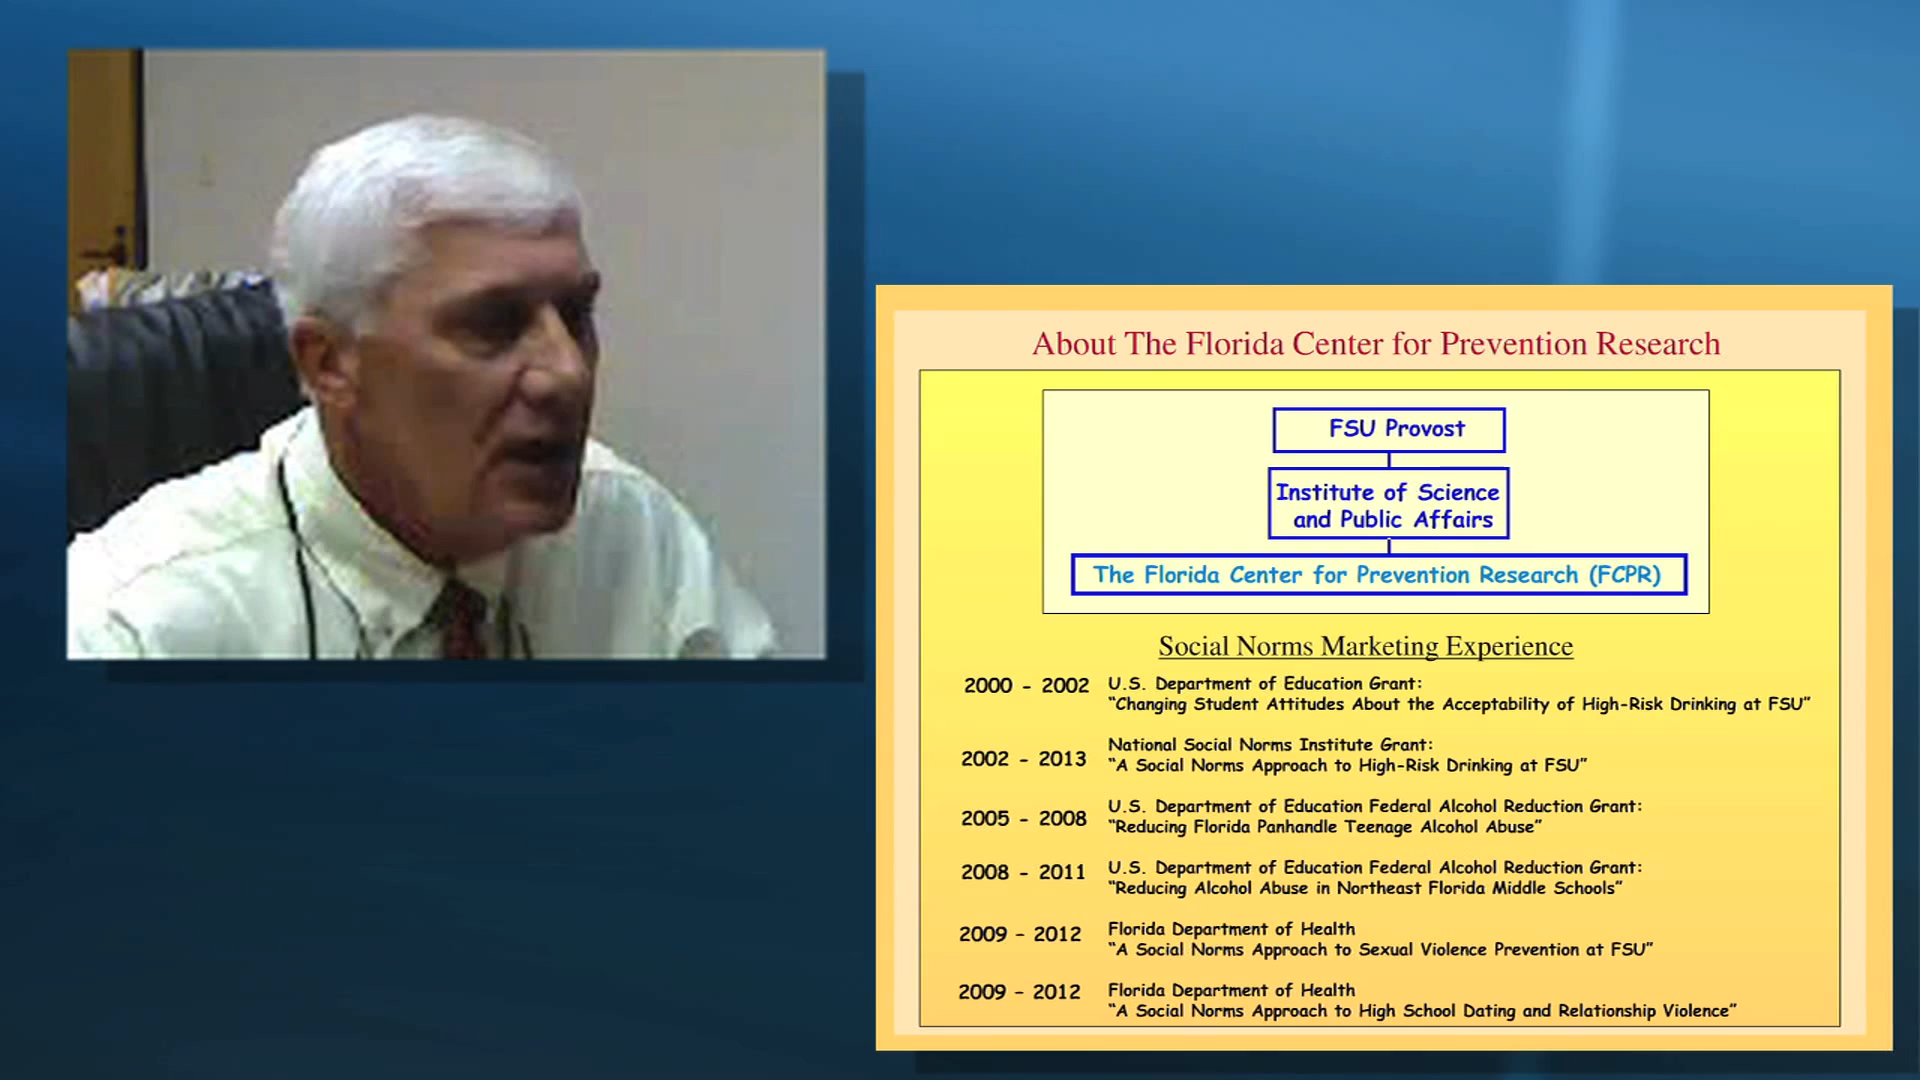 About The Florida Center for Prevention Research
FSU Provost
Institute of Science
and Public Affairs
The Florida Center for Prevention Research (FCPR)
Social Norms Marketing Experience
2000 - 2002 U.S. Department of Education Grant:
“Changing Student Attitudes About the Acceptability of High-Risk Drinking at FSU”
2002 - 2013 National Social Norms Institute Grant:
“A Social Norms Approach to High-Risk Drinking at FSU”
2005 - 2008 U.S. Department of Education Federal Alcohol Reduction Grant:
“Reducing Florida Panhandle Teenage Alcohol Abuse”
2008 - 2011 U.S. Department of Education Federal Alcohol Reduction Grant:
“Reducing Alcohol Abuse in Northeast Florida Middle Schools”
2009 - 2012 Florida Department of Health
“A Social Norms Approach to Sexual Violence Prevention at FSU”
2009 - 2012 Florida Department of Health
“A Social Norms Approach to High School Dating and Relationship Violence”